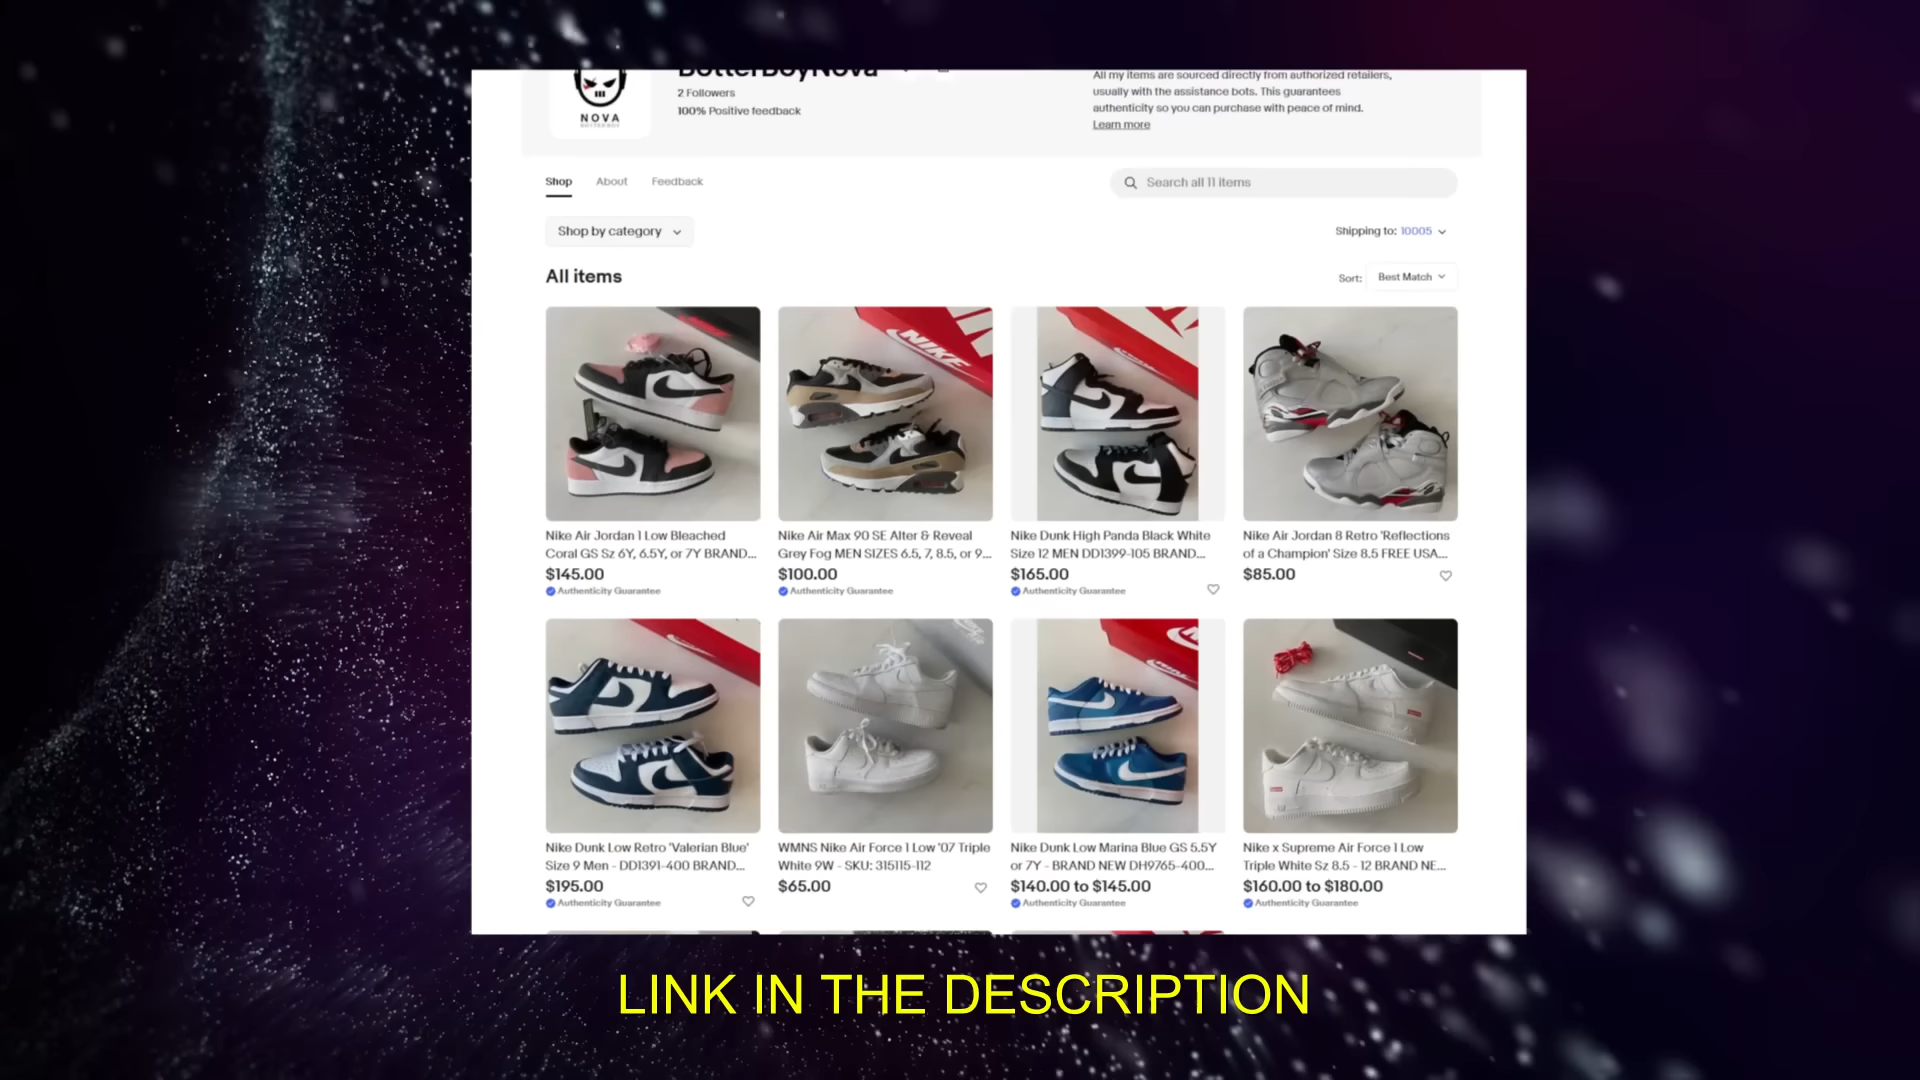 ButterBoyNova
All my items are sourced directly from authorized retailers,
2 Followers
usually with the assistance bots. This guarantees
100% Positive feedback
authenticity so you can purchase with peace of mind.
Learn more
NOVA
Shop
About
Feedback
Search all 11 items
Shop by category
Shipping to: 10005
All items
Sort: Best Match
NIKE
Nike Air Jordan 1 Low Bleached
Coral GS Sz 6Y, 6.5Y, or 7Y BRAND...
$145.00
Authenticity Guarantee
Nike Air Max 90 SE Alter & Reveal
Grey Fog MEN SIZES 6.5, 7, 8.5, or 9...
$100.00
Authenticity Guarantee
Nike Dunk High Panda Black White
Size 12 MEN DD1399-105 BRAND...
$165.00
Authenticity Guarantee
Nike Air Jordan 8 Retro 'Reflections
of a Champion' Size 8.5 FREE USA...
$85.00
Nike Dunk Low Retro 'Valerian Blue'
Size 9 Men - DD1391-400 BRAND...
$195.00
Authenticity Guarantee
WMNS Nike Air Force 1 Low '07 Triple
White 9W - SKU: 315115-112
$65.00
Nike Dunk Low Marina Blue GS 5.5Y
or 7Y - BRAND NEW DH9765-400...
$140.00 to $145.00
Authenticity Guarantee
Nike x Supreme Air Force 1 Low
Triple White Sz 8.5 - 12 BRAND NE...
$160.00 to $180.00
Authenticity Guarantee
LINK IN THE DESCRIPTION